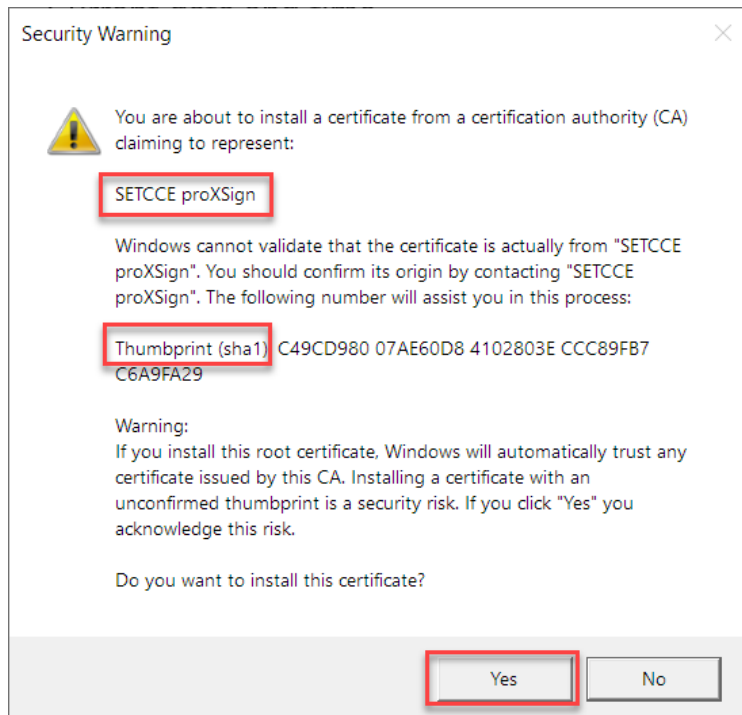 Security Warning
You are about to install a certificate from a certification authority (CA)
claiming to represent:
SETCCE proXSign
Windows cannot validate that the certificate is actually from "SETCCE
proXSign". You should confirm its origin by contacting "SETCCE
proXSign". The following number will assist you in this process:
Thumbprint (sha1): C49CD980 07AE60D8 4102803E CCC89FB7
C6A9FA29
Warning:
If you install this root certificate, Windows will automatically trust any
certificate issued by this CA. Installing a certificate with an
unconfirmed thumbprint is a security risk. If you click "Yes" you
acknowledge this risk.
Do you want to install this certificate?
Yes
No